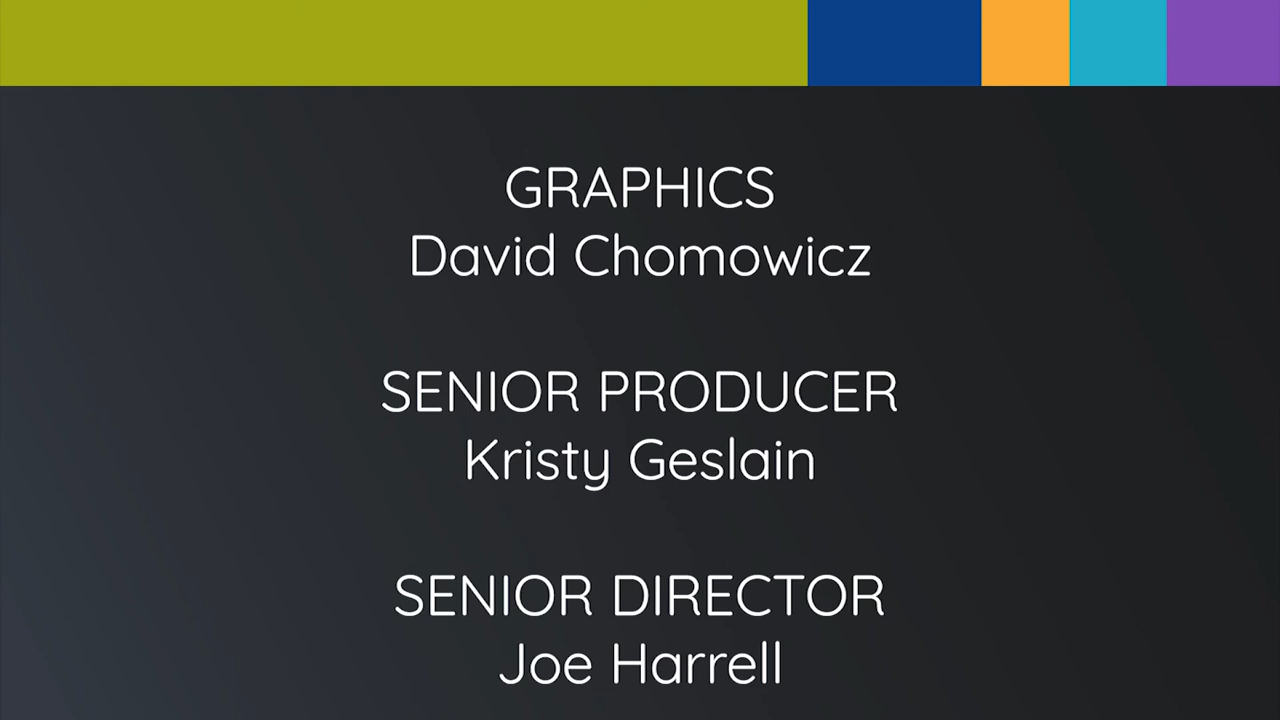 GRAPHICS
David Chomowicz
SENIOR PRODUCER
Kristy Geslain
SENIOR DIRECTOR
Joe Harrell